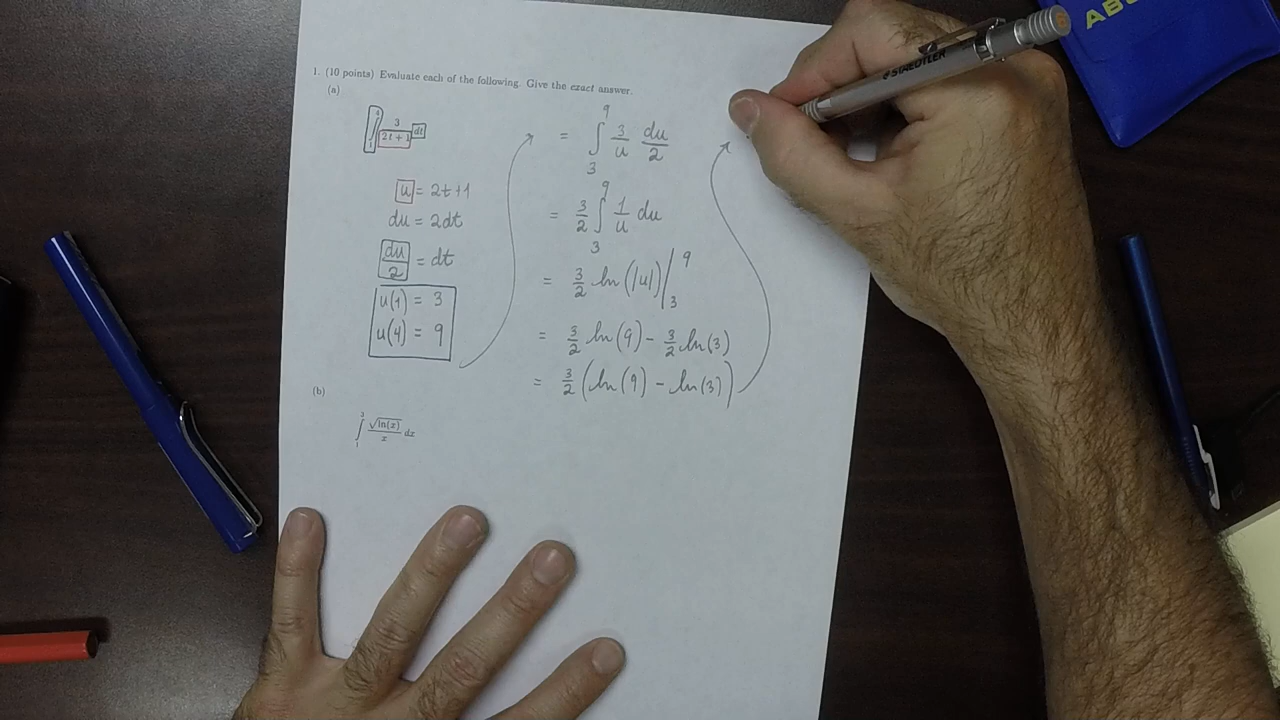 1. (10 points) Evaluate each of the following. Give the exact answer.
(a)
∫₁⁴ 3/(2t + 1) dt
u = 2t+1
du = 2dt
du/2 = dt
u(1) = 3
u(4) = 9
= ∫₃⁹ 3/u du/2
= 3/2 ∫₃⁹ 1/u du
= 3/2 ln(|u|)|₃⁹
= 3/2 ln(9) - 3/2 ln(3)
= 3/2 (ln(9) - ln(3))
(b)
∫₁³ √ln(x)/x dx
STAEDTLER